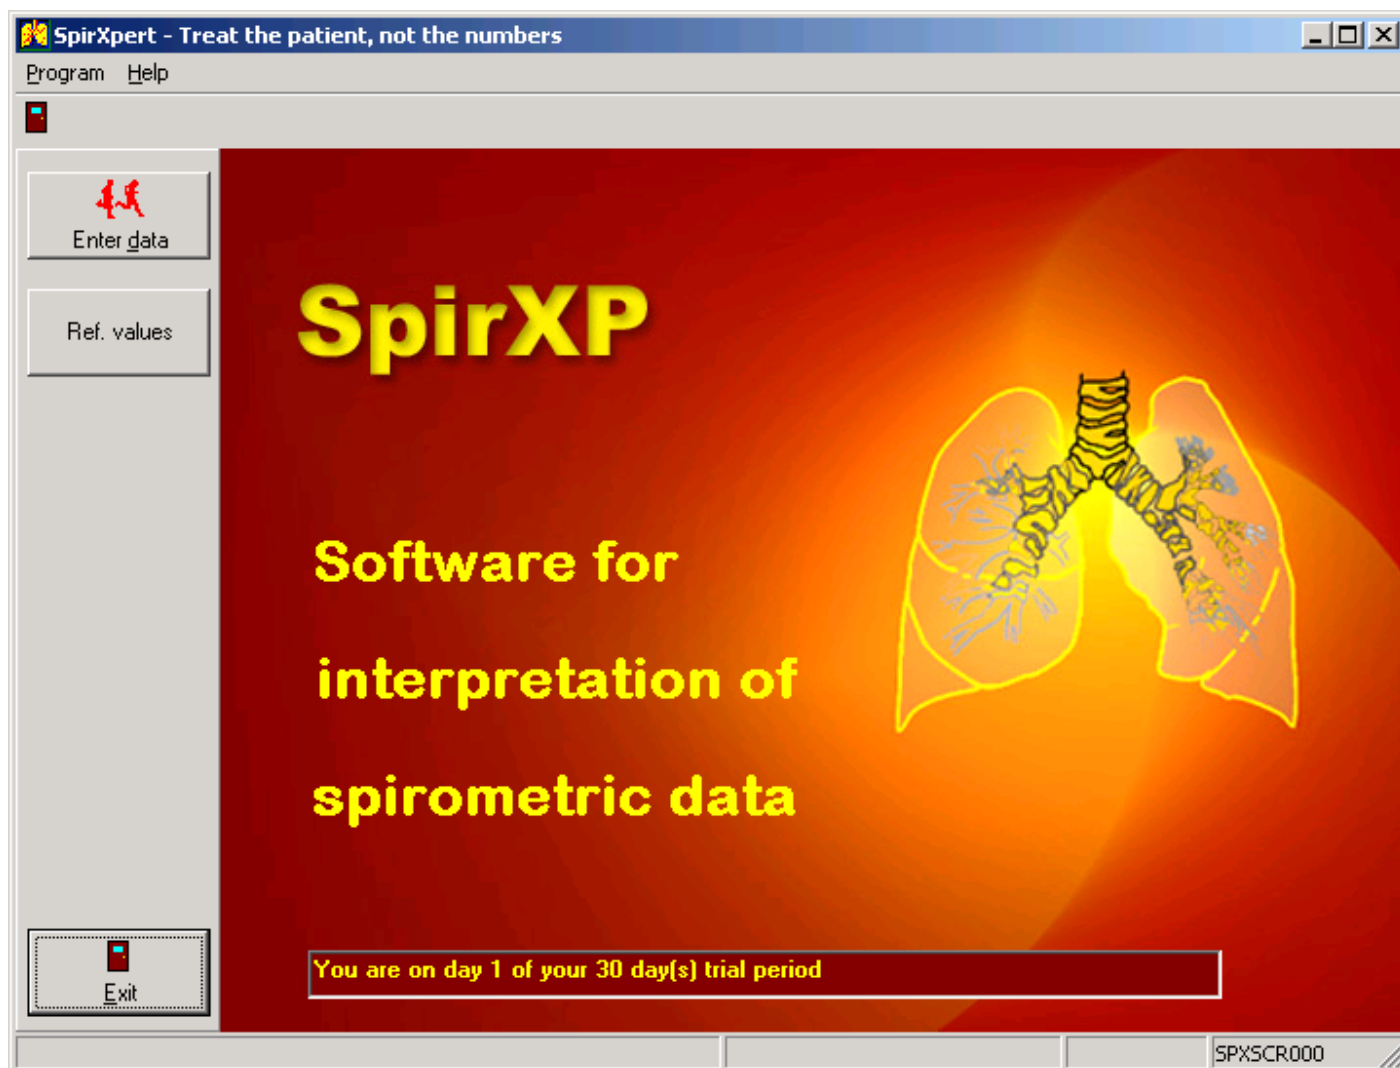 SpirXpert - Treat the patient, not the numbers
Program Help
Enter data
Ref. values
SpirXP
Software for
interpretation of
spirometric data
You are on day 1 of your 30 day(s) trial period
Exit
SPXSCR000